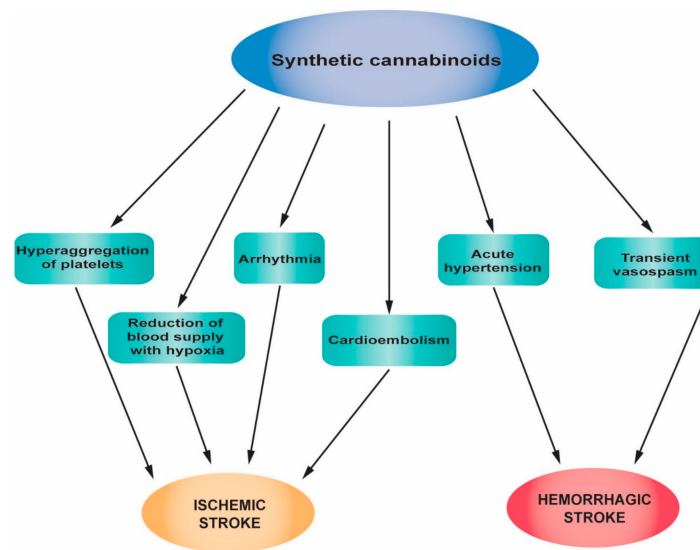 Synthetic cannabinoids
Hyperaggregation
of platelets
Arrhythmia
Acute
hypertension
Transient
vasospasm
Reduction of
blood supply
with hypoxia
Cardioembolism
ISCHEMIC
STROKE
HEMORRHAGIC
STROKE